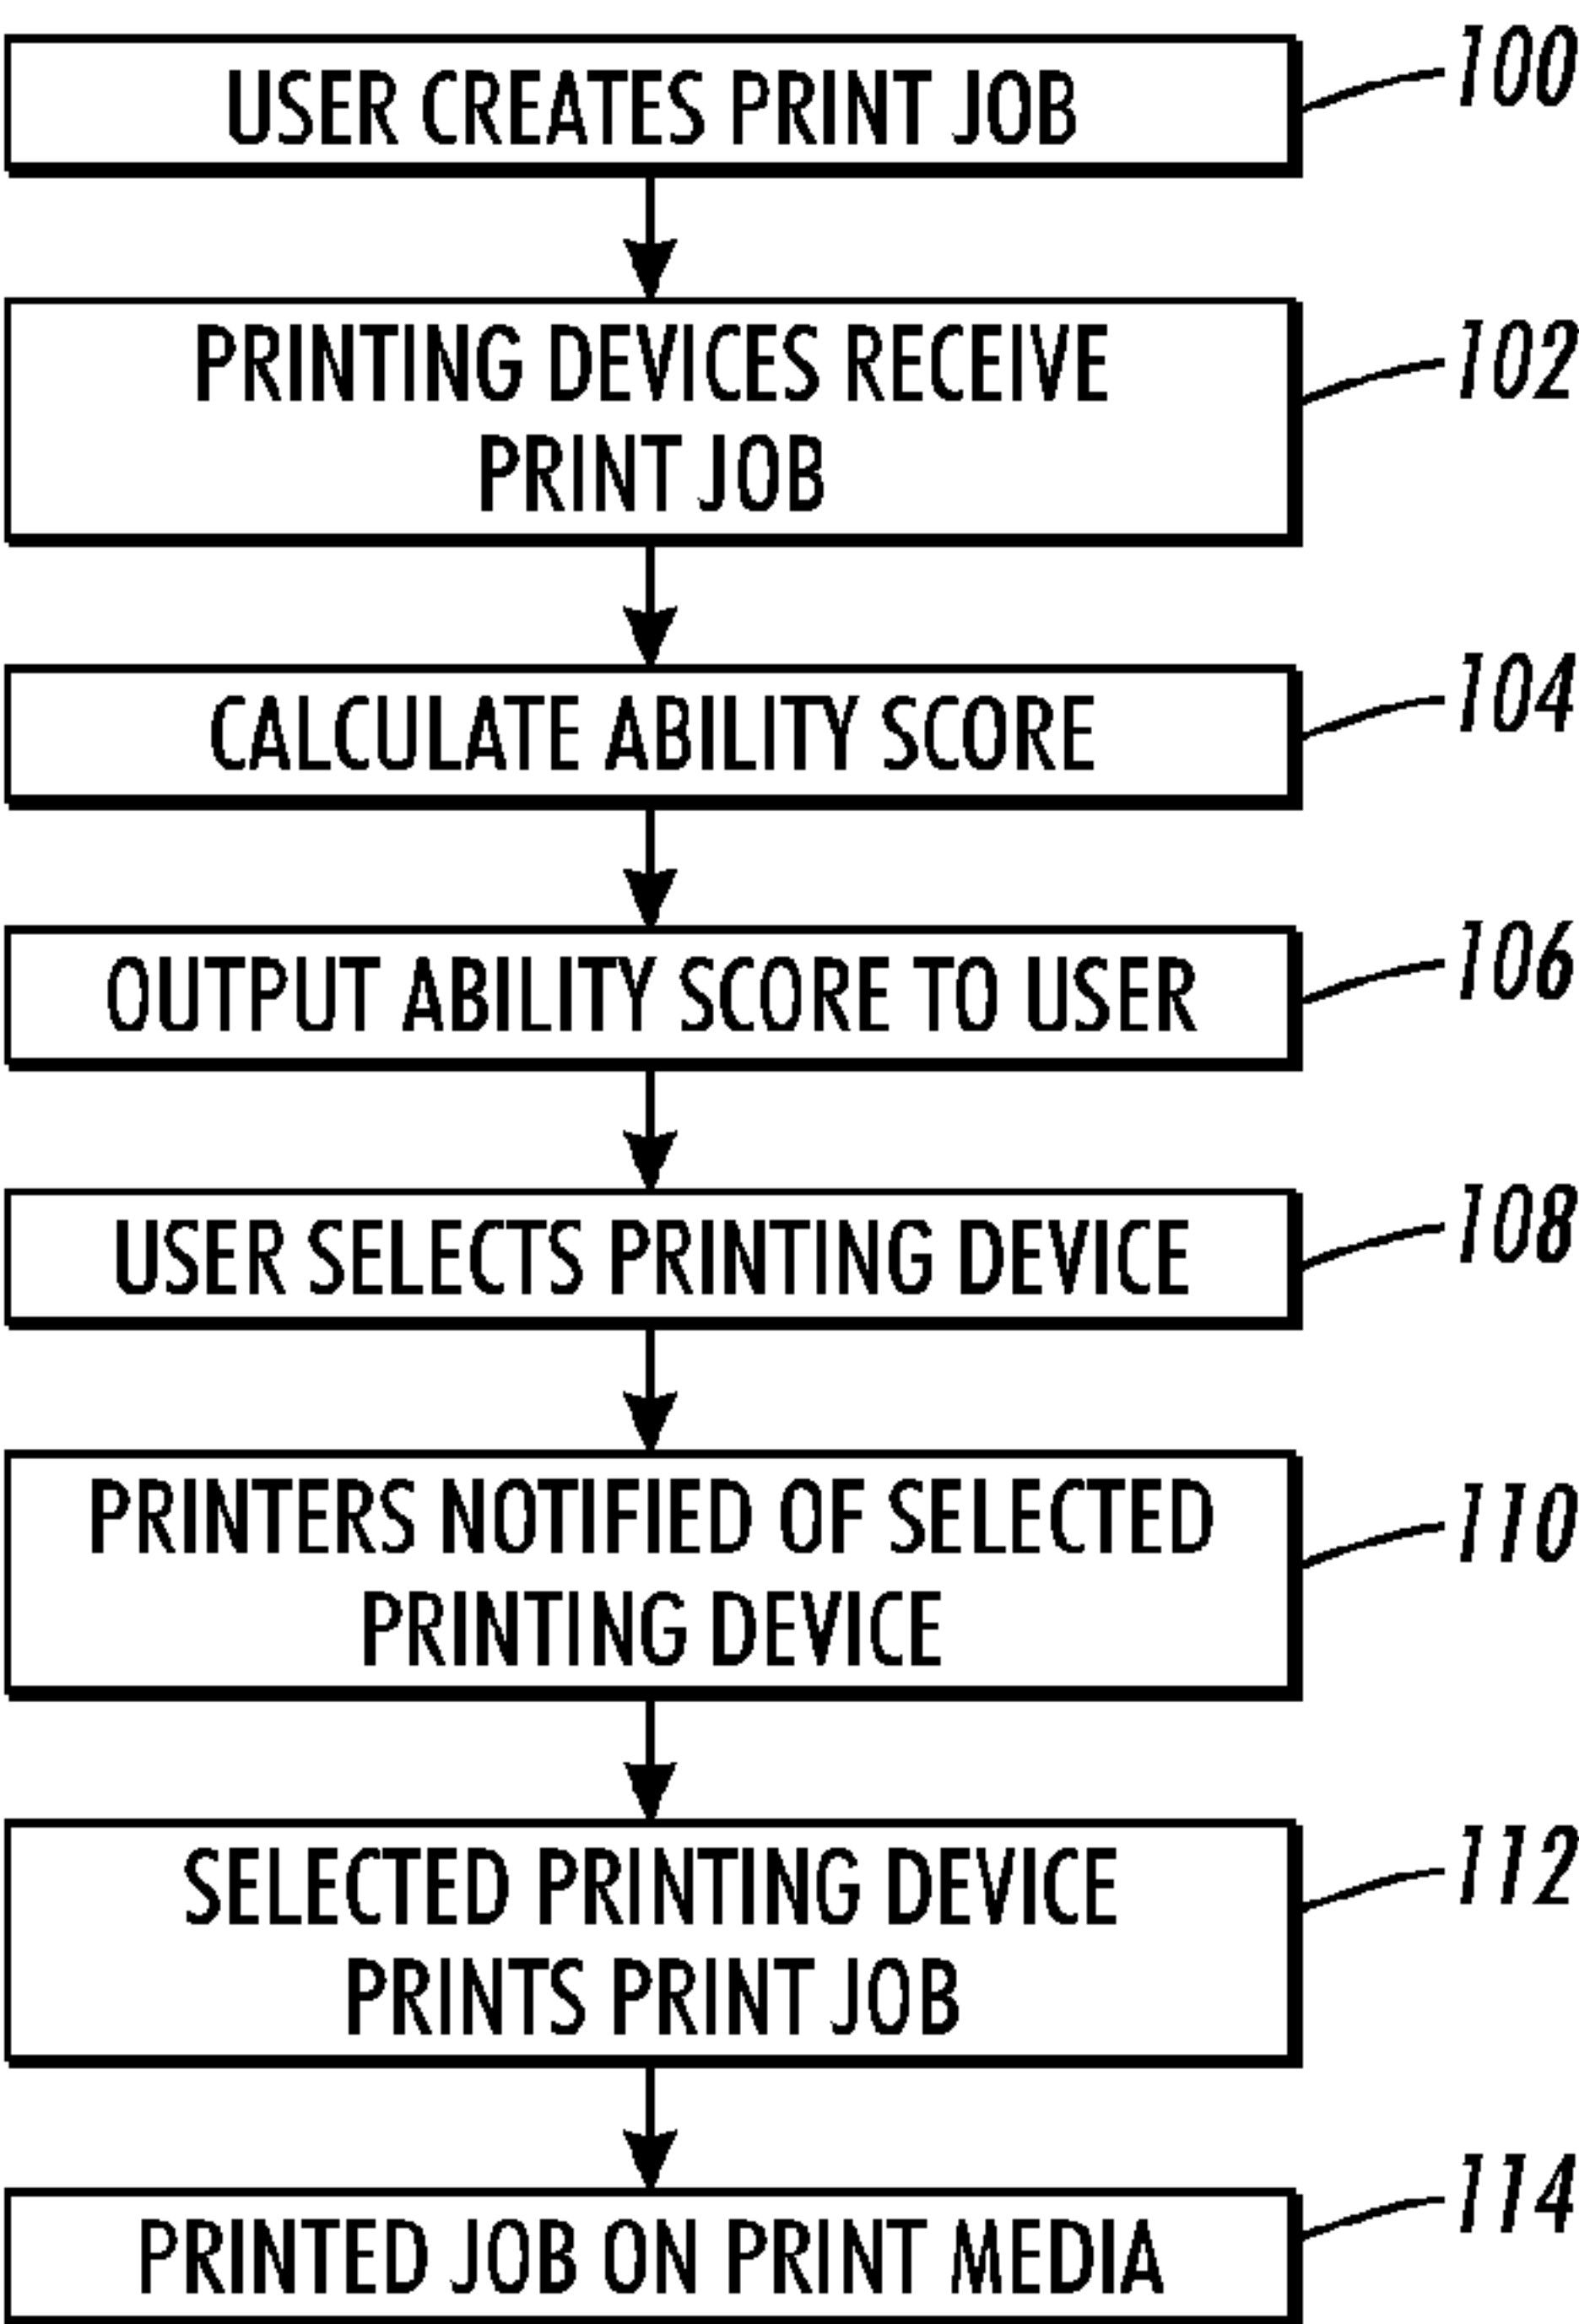 USER CREATES PRINT JOB
100
PRINTING DEVICES RECEIVE
PRINT JOB
102
CALCULATE ABILITY SCORE
104
OUTPUT ABILITY SCORE TO USER
106
USER SELECTS PRINTING DEVICE
108
PRINTERS NOTIFIED OF SELECTED
PRINTING DEVICE
110
SELECTED PRINTING DEVICE
PRINTS PRINT JOB
112
PRINTED JOB ON PRINT MEDIA
114